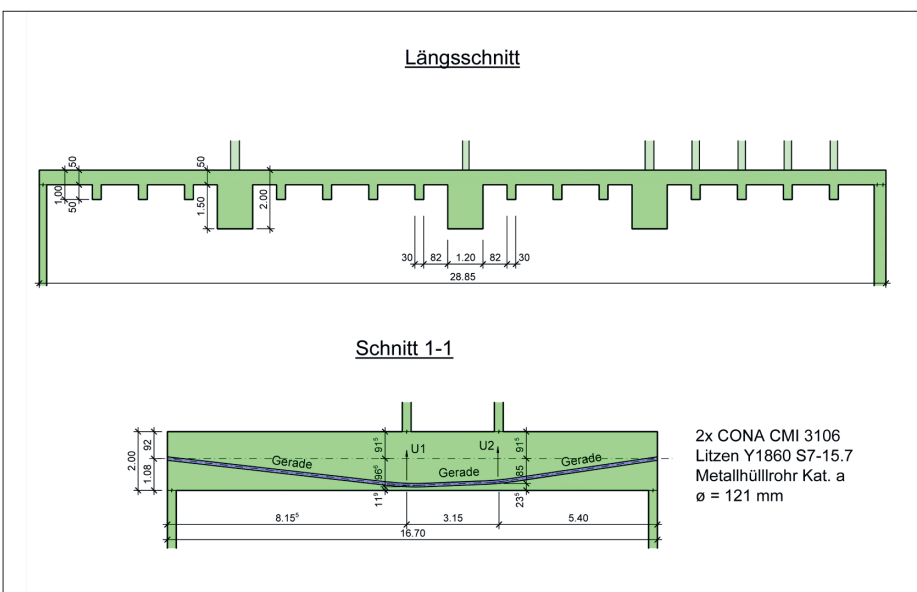 Längsschnitt
50
1.00
50
50
1.50
2.00
30 82 1.20 82 30
28.85
Schnitt 1-1
2.00
92
1.08
Gerade
91⁵
U1
96⁶
11⁹
Gerade
U2
91⁵
85
23⁵
Gerade
8.15⁵ 3.15 5.40
16.70
2x CONA CMI 3106
Litzen Y1860 S7-15.7
Metallhülllrohr Kat. a
ø = 121 mm